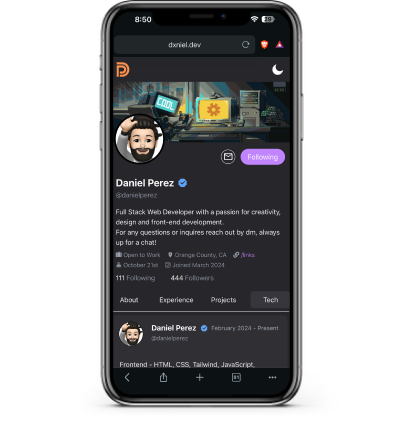 8:50
29
dxniel.dev
COOL
Following
Daniel Perez
@danielperez
Full Stack Web Developer with a passion for creativity,
design and front-end development.
For any questions or inquires reach out by dm, always
up for a chat!
Open to Work Orange County, CA /links
October 21st Joined March 2024
111 Following 444 Followers
About Experience Projects Tech
Daniel Perez February 2024 - Present
@danielperez
Frontend - HTML, CSS, Tailwind, JavaScript,